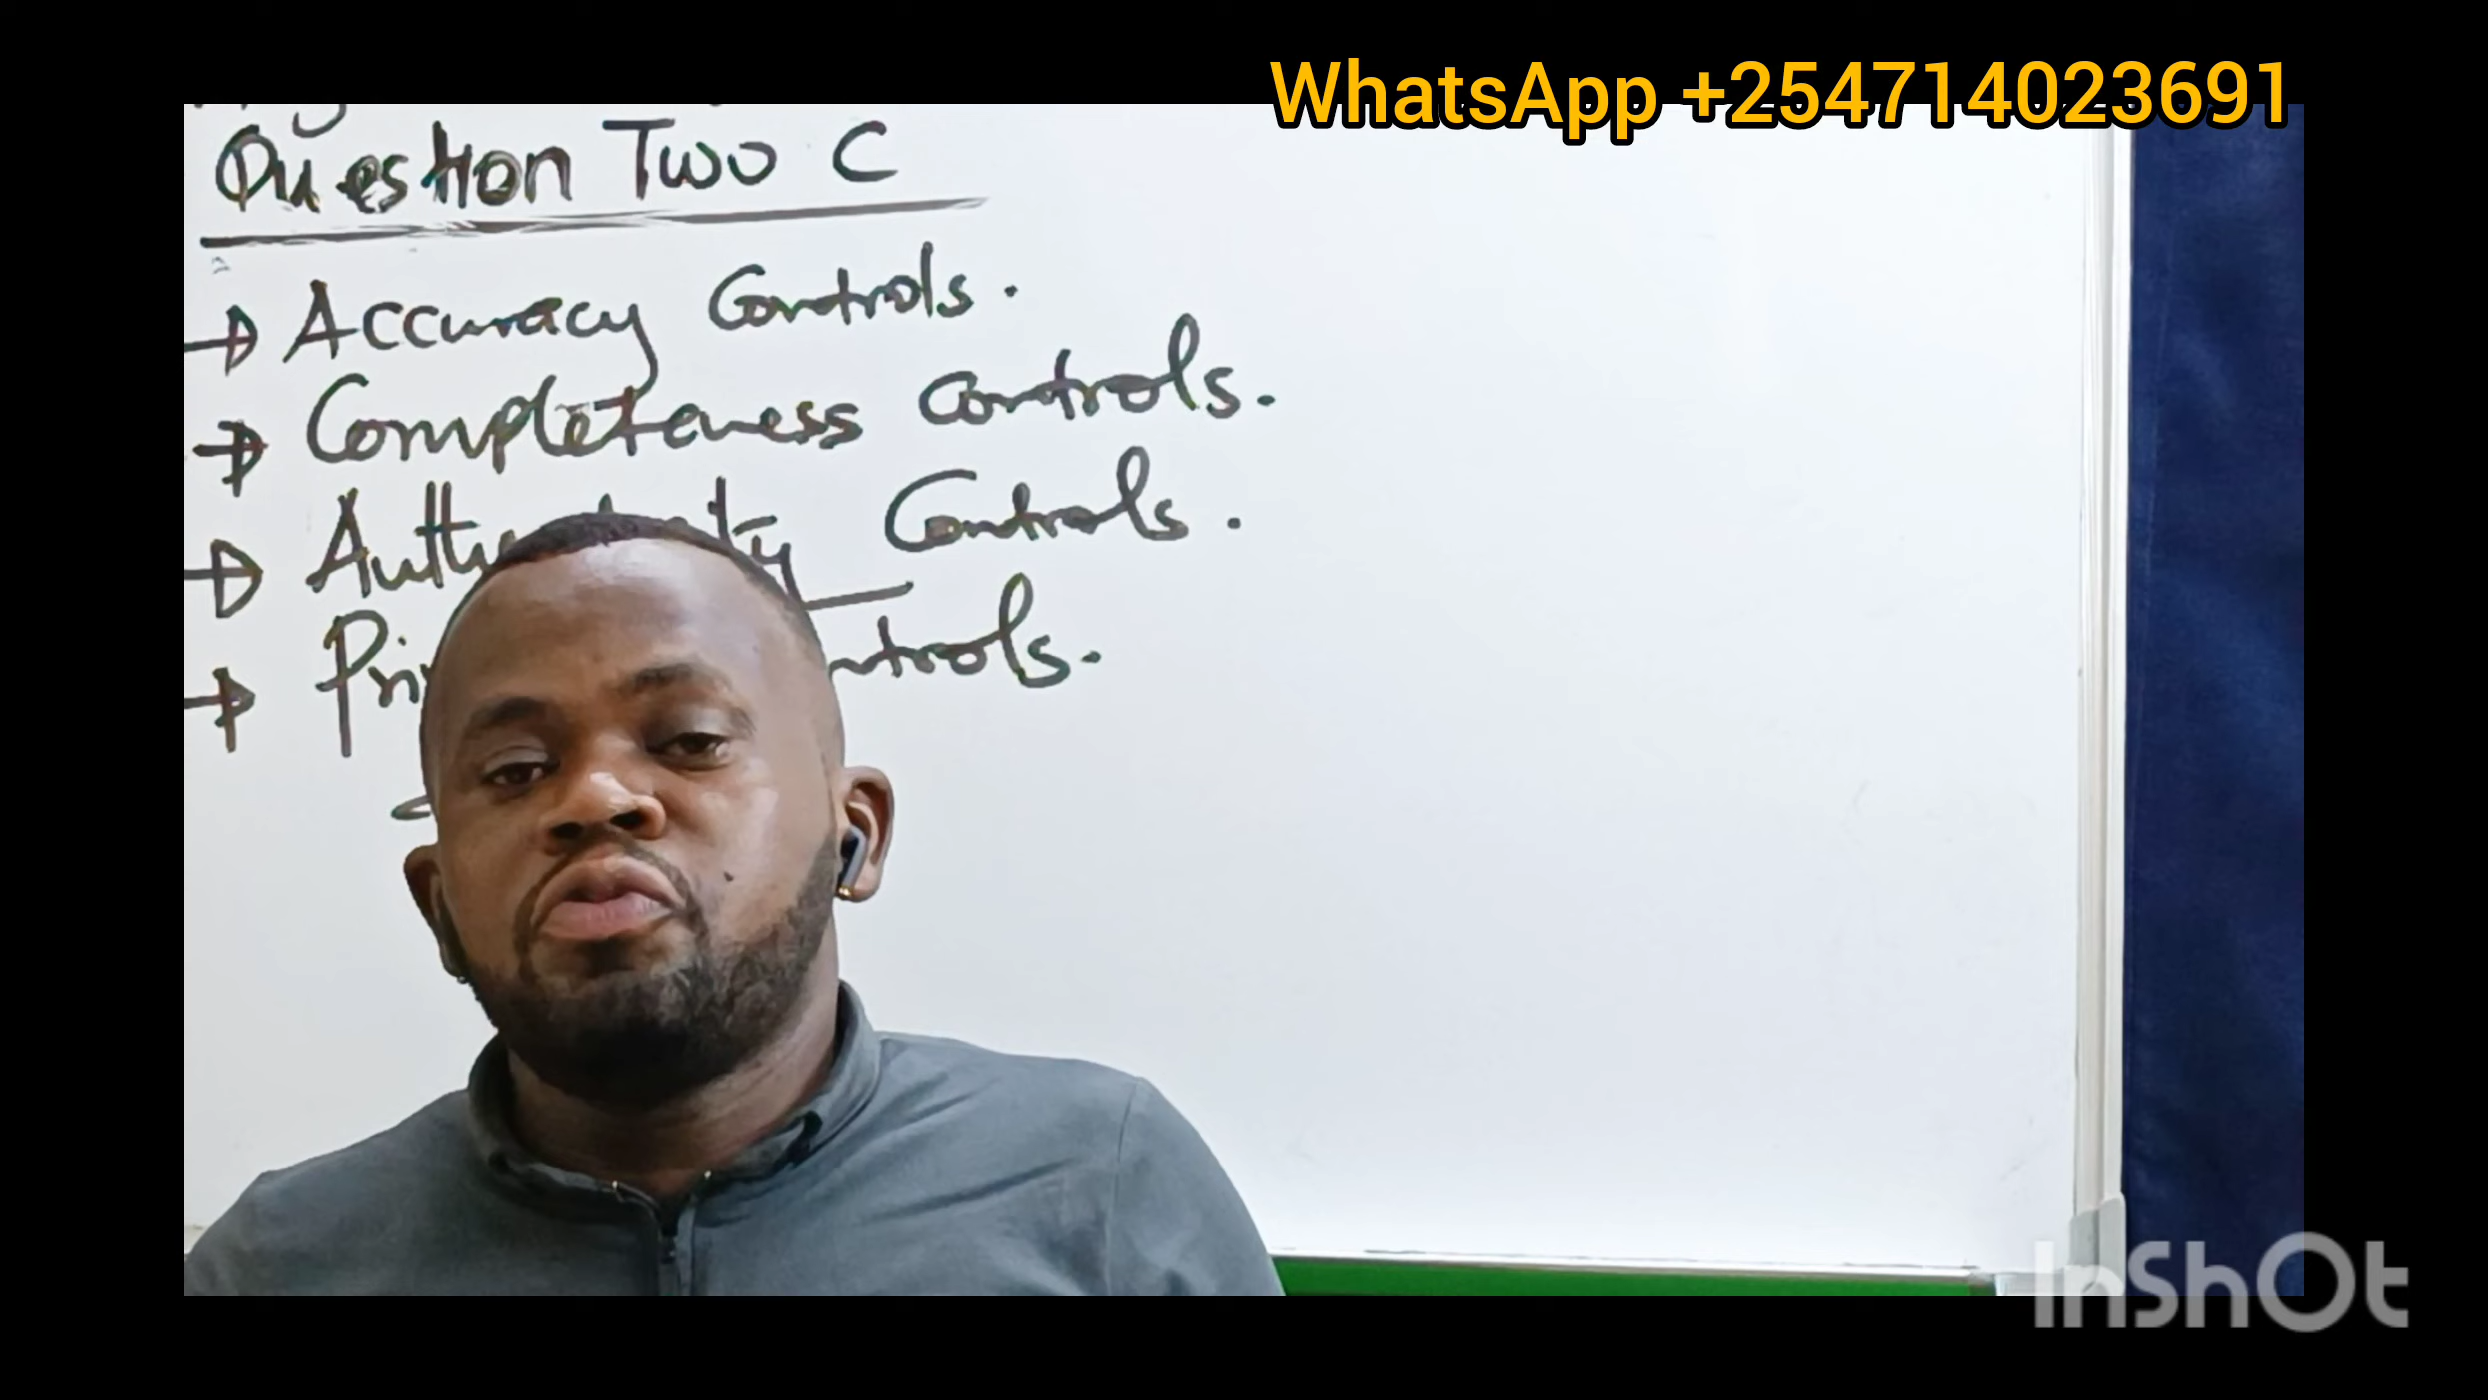 WhatsApp +254714023691
Question Two C
→ Accuracy Controls.
→ Completeness controls.
→ Controls.
→
InShOt